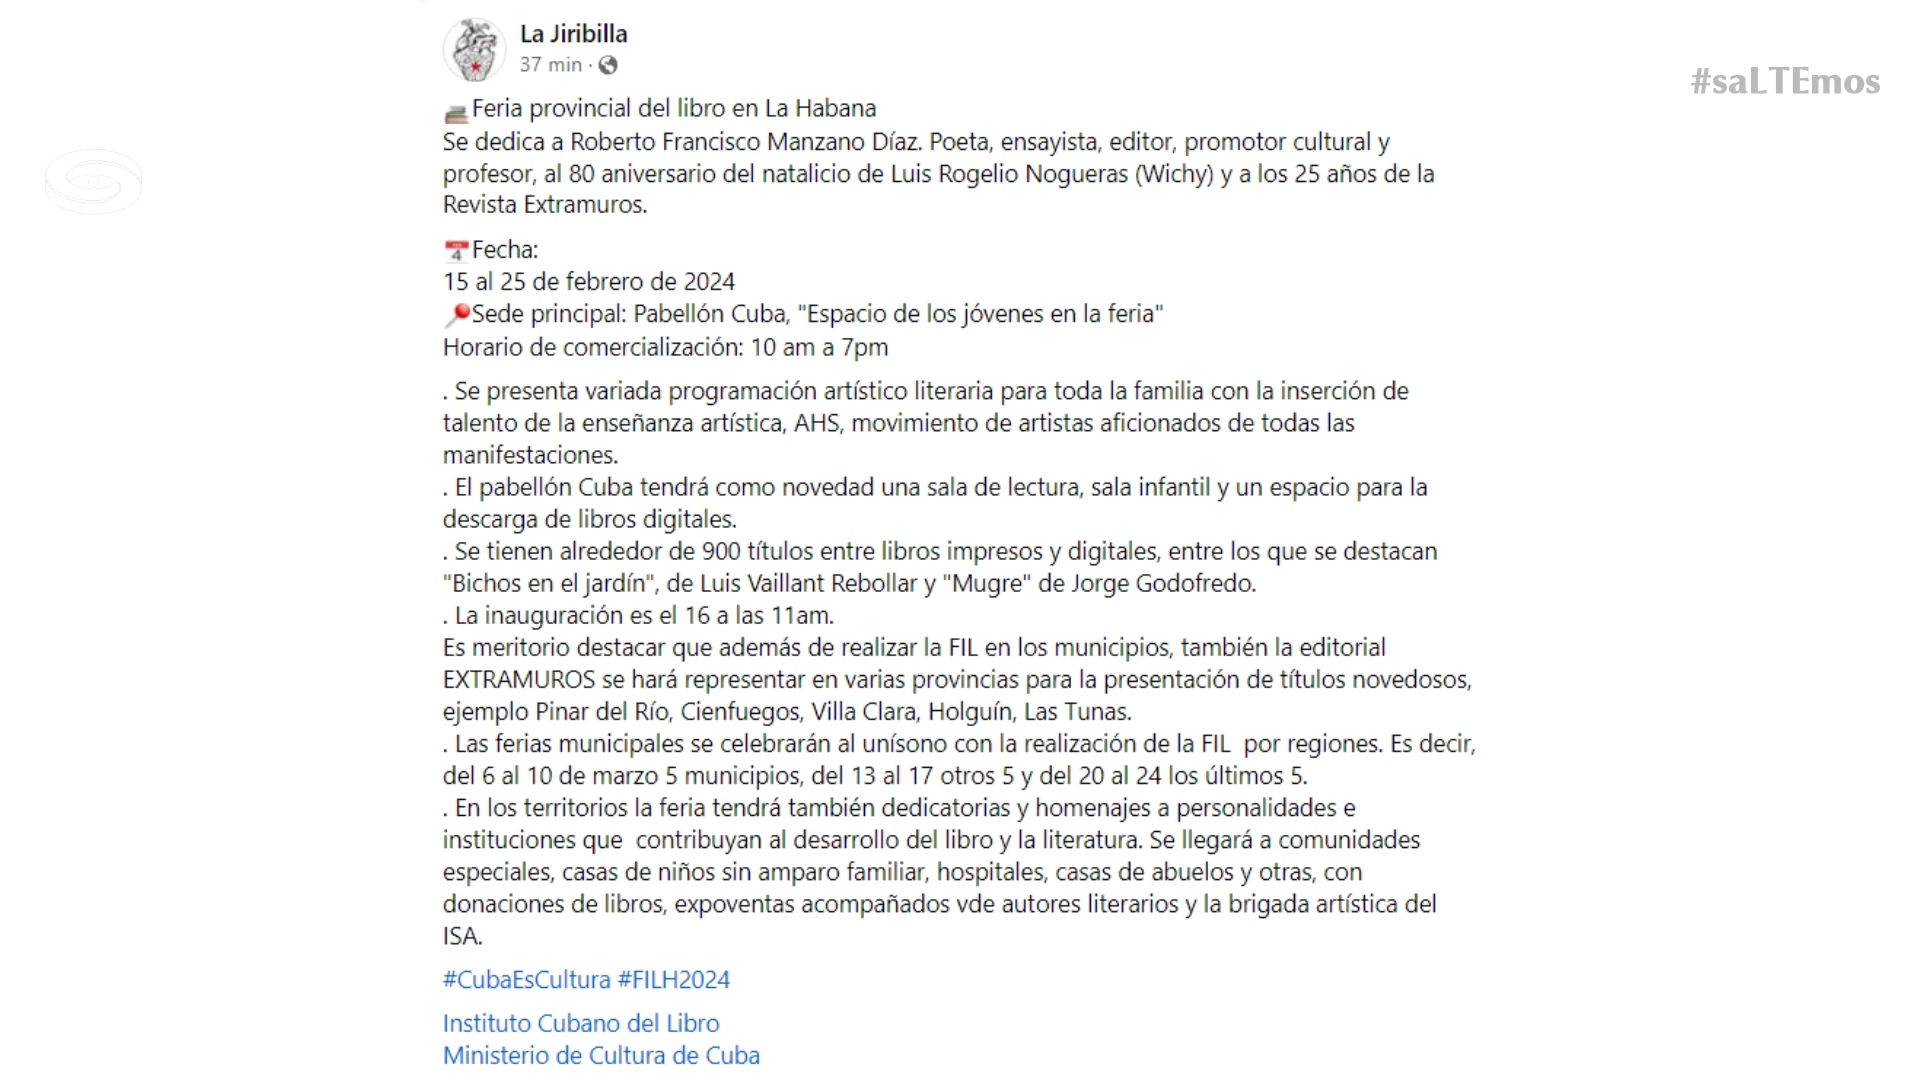 La Jiribilla
37 min ·
#saLTEmos
Feria provincial del libro en La Habana
Se dedica a Roberto Francisco Manzano Díaz. Poeta, ensayista, editor, promotor cultural y
profesor, al 80 aniversario del natalicio de Luis Rogelio Nogueras (Wichy) y a los 25 años de la
Revista Extramuros.
Fecha:
15 al 25 de febrero de 2024
Sede principal: Pabellón Cuba, "Espacio de los jóvenes en la feria"
Horario de comercialización: 10 am a 7pm
. Se presenta variada programación artístico literaria para toda la familia con la inserción de
talento de la enseñanza artística, AHS, movimiento de artistas aficionados de todas las
manifestaciones.
. El pabellón Cuba tendrá como novedad una sala de lectura, sala infantil y un espacio para la
descarga de libros digitales.
. Se tienen alrededor de 900 títulos entre libros impresos y digitales, entre los que se destacan
"Bichos en el jardín", de Luis Vaillant Rebollar y "Mugre" de Jorge Godofredo.
. La inauguración es el 16 a las 11am.
Es meritorio destacar que además de realizar la FIL en los municipios, también la editorial
EXTRAMUROS se hará representar en varias provincias para la presentación de títulos novedosos,
ejemplo Pinar del Río, Cienfuegos, Villa Clara, Holguín, Las Tunas.
. Las ferias municipales se celebrarán al unísono con la realización de la FIL  por regiones. Es decir,
del 6 al 10 de marzo 5 municipios, del 13 al 17 otros 5 y del 20 al 24 los últimos 5.
. En los territorios la feria tendrá también dedicatorias y homenajes a personalidades e
instituciones que  contribuyan al desarrollo del libro y la literatura. Se llegará a comunidades
especiales, casas de niños sin amparo familiar, hospitales, casas de abuelos y otras, con
donaciones de libros, expoventas acompañados vde autores literarios y la brigada artística del
ISA.
#CubaEsCultura #FILH2024
Instituto Cubano del Libro
Ministerio de Cultura de Cuba